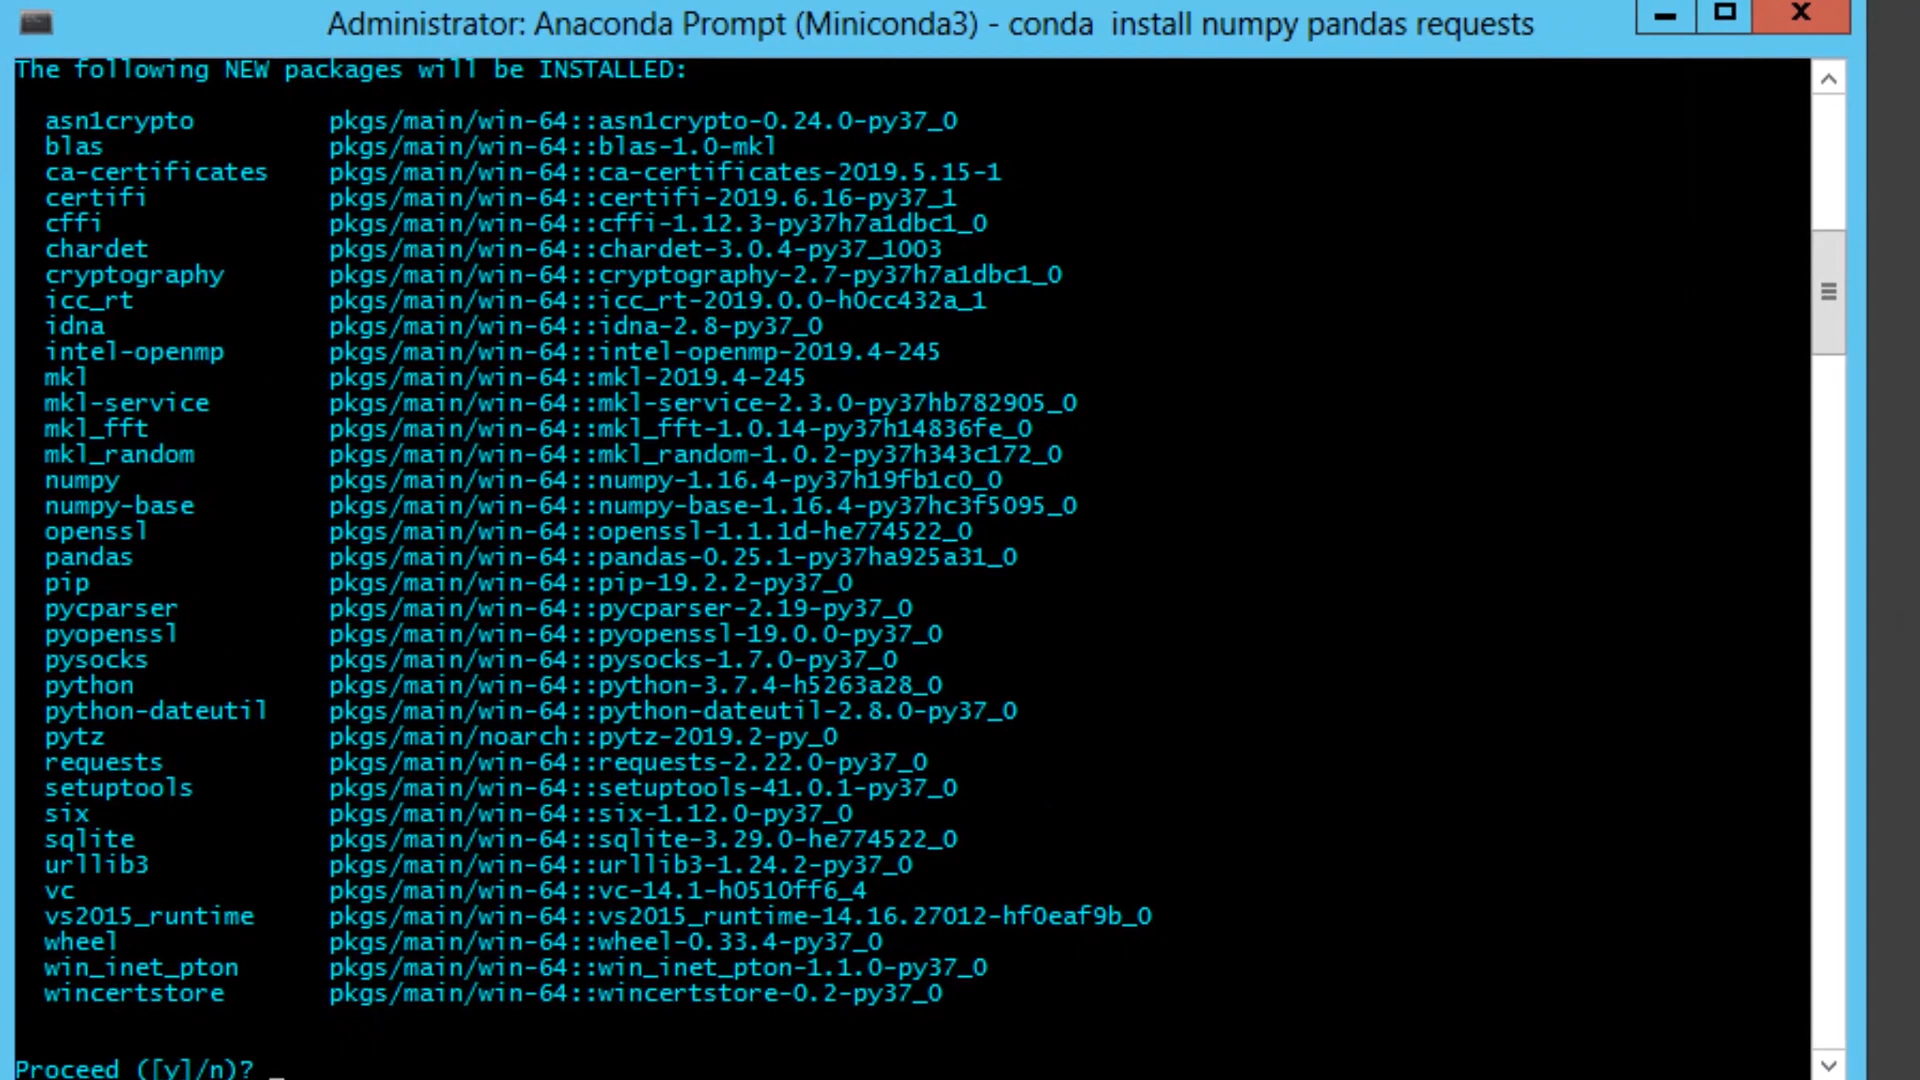 Administrator: Anaconda Prompt (Miniconda3) - conda  install numpy pandas requests
The following NEW packages will be INSTALLED:
asn1crypto pkgs/main/win-64::asn1crypto-0.24.0-py37_0
blas pkgs/main/win-64::blas-1.0-mkl
ca-certificates pkgs/main/win-64::ca-certificates-2019.5.15-1
certifi pkgs/main/win-64::certifi-2019.6.16-py37_1
cffi pkgs/main/win-64::cffi-1.12.3-py37h7a1dbc1_0
chardet pkgs/main/win-64::chardet-3.0.4-py37_1003
cryptography pkgs/main/win-64::cryptography-2.7-py37h7a1dbc1_0
icc_rt pkgs/main/win-64::icc_rt-2019.0.0-h0cc432a_1
idna pkgs/main/win-64::idna-2.8-py37_0
intel-openmp pkgs/main/win-64::intel-openmp-2019.4-245
mkl pkgs/main/win-64::mkl-2019.4-245
mkl-service pkgs/main/win-64::mkl-service-2.3.0-py37hb782905_0
mkl_fft pkgs/main/win-64::mkl_fft-1.0.14-py37h14836fe_0
mkl_random pkgs/main/win-64::mkl_random-1.0.2-py37h343c172_0
numpy pkgs/main/win-64::numpy-1.16.4-py37h19fb1c0_0
numpy-base pkgs/main/win-64::numpy-base-1.16.4-py37hc3f5095_0
openssl pkgs/main/win-64::openssl-1.1.1d-he774522_0
pandas pkgs/main/win-64::pandas-0.25.1-py37ha925a31_0
pip pkgs/main/win-64::pip-19.2.2-py37_0
pycparser pkgs/main/win-64::pycparser-2.19-py37_0
pyopenssl pkgs/main/win-64::pyopenssl-19.0.0-py37_0
pysocks pkgs/main/win-64::pysocks-1.7.0-py37_0
python pkgs/main/win-64::python-3.7.4-h5263a28_0
python-dateutil pkgs/main/win-64::python-dateutil-2.8.0-py37_0
pytz pkgs/main/noarch::pytz-2019.2-py_0
requests pkgs/main/win-64::requests-2.22.0-py37_0
setuptools pkgs/main/win-64::setuptools-41.0.1-py37_0
six pkgs/main/win-64::six-1.12.0-py37_0
sqlite pkgs/main/win-64::sqlite-3.29.0-he774522_0
urllib3 pkgs/main/win-64::urllib3-1.24.2-py37_0
vc pkgs/main/win-64::vc-14.1-h0510ff6_4
vs2015_runtime pkgs/main/win-64::vs2015_runtime-14.16.27012-hf0eaf9b_0
wheel pkgs/main/win-64::wheel-0.33.4-py37_0
win_inet_pton pkgs/main/win-64::win_inet_pton-1.1.0-py37_0
wincertstore pkgs/main/win-64::wincertstore-0.2-py37_0
Proceed ([y]/n)? _